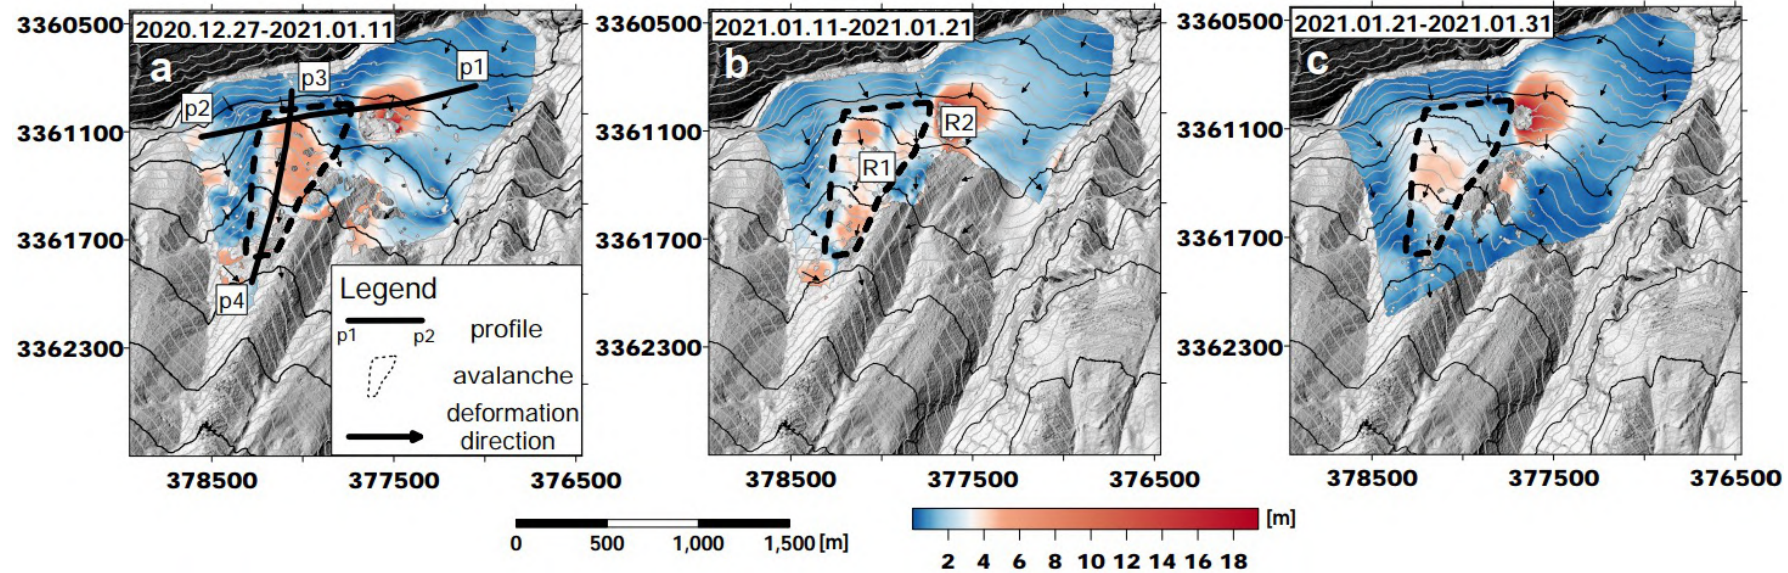 2020.12.27-2021.01.11
a
p3
p1
p2
p4
3360500
3361100
3361700
3362300
378500
377500
376500
Legend
p1
p2
profile
avalanche
deformation
direction
2021.01.11-2021.01.21
b
R2
R1
3360500
3361100
3361700
3362300
378500
377500
376500
2021.01.21-2021.01.31
c
3360500
3361100
3361700
3362300
378500
377500
376500
0 500 1,000 1,500 [m]
[m]
2 4 6 8 10 12 14 16 18